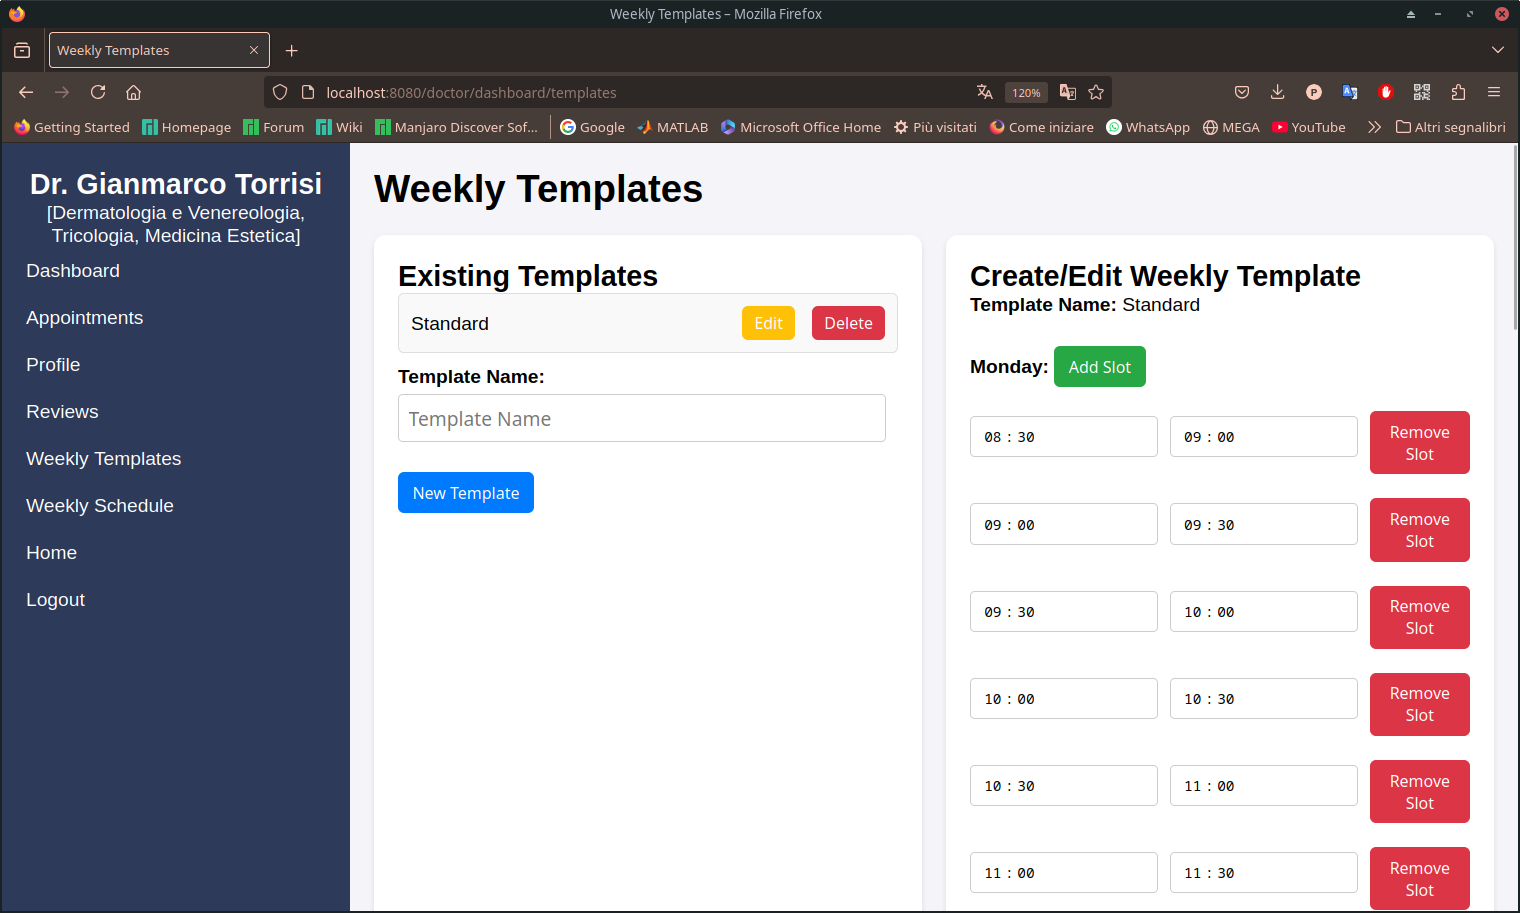 Weekly Templates – Mozilla Firefox
Weekly Templates
localhost:8080/doctor/dashboard/templates
120%
Getting Started Homepage Forum Wiki Manjaro Discover Sof... Google MATLAB Microsoft Office Home Più visitati Come iniziare WhatsApp MEGA YouTube Altri segnalibri
Dr. Gianmarco Torrisi
[Dermatologia e Venereologia,
Tricologia, Medicina Estetica]
Dashboard
Appointments
Profile
Reviews
Weekly Templates
Weekly Schedule
Home
Logout
Weekly Templates
Existing Templates
Standard Edit Delete
Template Name:
Template Name
New Template
Create/Edit Weekly Template
Template Name: Standard
Monday: Add Slot
08 : 30 09 : 00 Remove
Slot
09 : 00 09 : 30 Remove
Slot
09 : 30 10 : 00 Remove
Slot
10 : 00 10 : 30 Remove
Slot
10 : 30 11 : 00 Remove
Slot
11 : 00 11 : 30 Remove
Slot